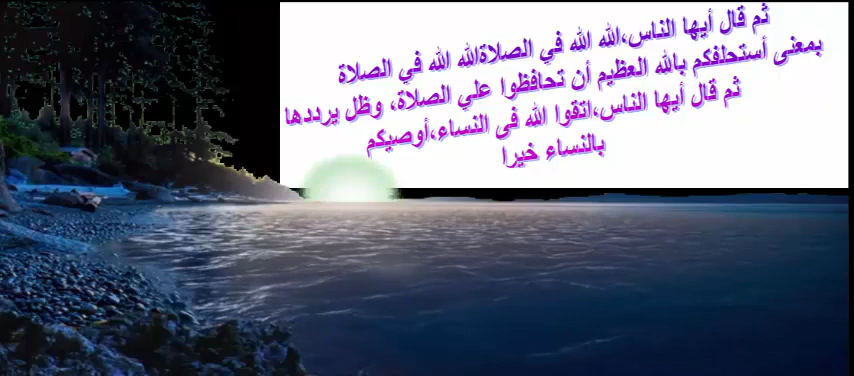 ثم قال أيها الناس،الله الله في الصلاةالله الله في الصلاة
بمعنى أستحلفكم بالله العظيم أن تحافظوا علي الصلاة، وظل يرددها
ثم قال أيها الناس،اتقوا الله فى النساء،أوصيكم
بالنساء خيرا